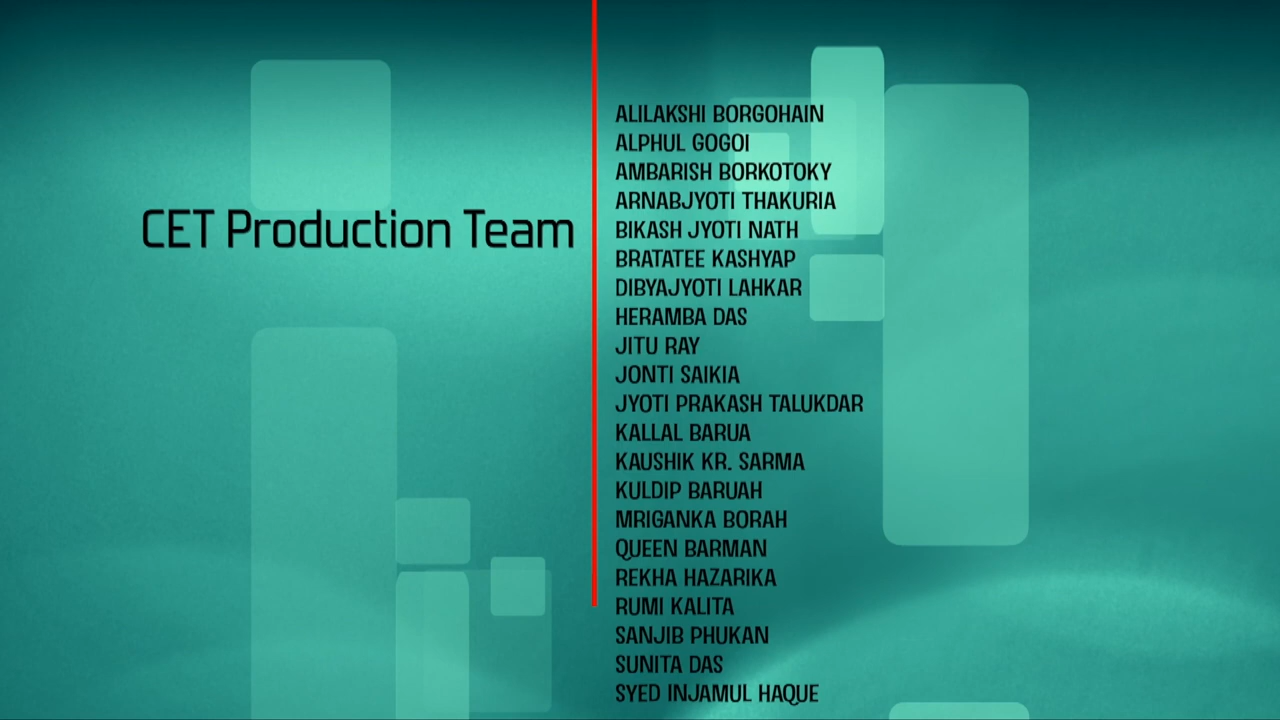 CET Production Team
ALILAKSHI BORGOHAIN
ALPHUL GOGOI
AMBARISH BORKOTOKY
ARNABJYOTI THAKURIA
BIKASH JYOTI NATH
BRATATEE KASHYAP
DIBYAJYOTI LAHKAR
HERAMBA DAS
JITU RAY
JONTI SAIKIA
JYOTI PRAKASH TALUKDAR
KALLAL BARUA
KAUSHIK KR. SARMA
KULDIP BARUAH
MRIGANKA BORAH
QUEEN BARMAN
REKHA HAZARIKA
RUMI KALITA
SANJIB PHUKAN
SUNITA DAS
SYED INJAMUL HAQUE